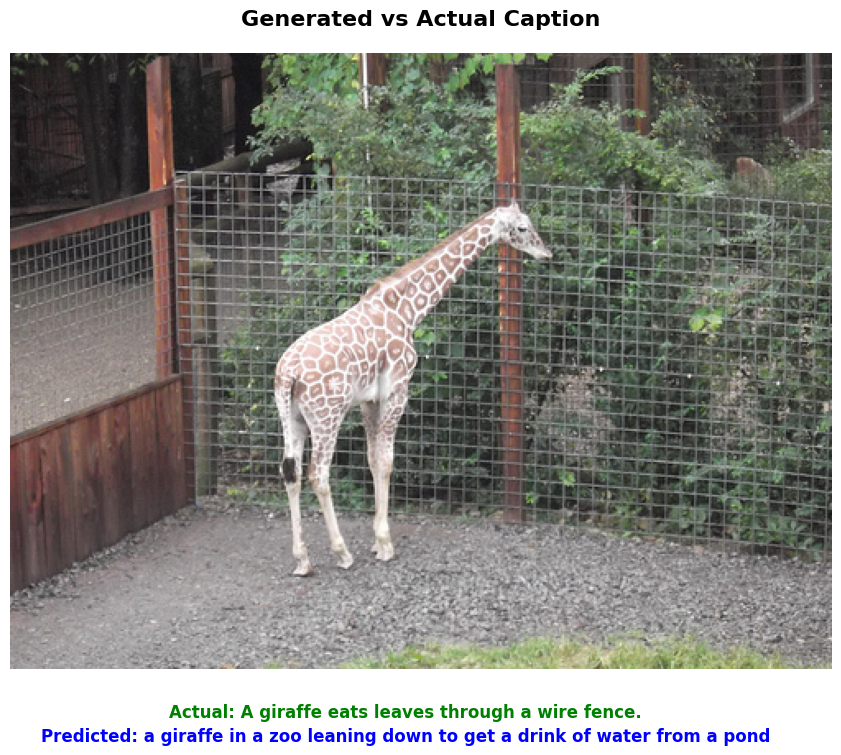 Generated vs Actual Caption
Actual: A giraffe eats leaves through a wire fence.
Predicted: a giraffe in a zoo leaning down to get a drink of water from a pond